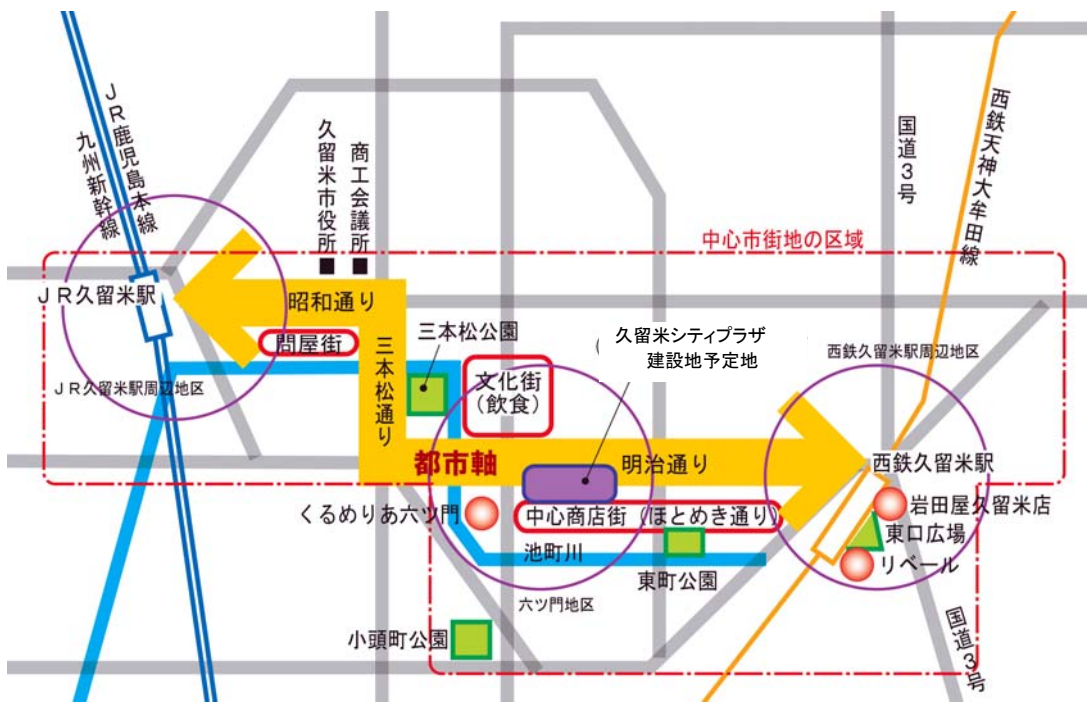 JR鹿児島本線
九州新幹線
久留米市役所
商工会議所
国道3号
西鉄天神大牟田線
中心市街地の区域
JR久留米駅
昭和通り
三本松公園
久留米シティプラザ
建設地予定地
西鉄久留米駅周辺地区
問屋街
三本松通り
文化街
(飲食)
JR久留米駅周辺地区
都市軸
明治通り
西鉄久留米駅
くるめりあ六ツ門
中心商店街(ほとめき通り)
岩田屋久留米店
東口広場
池町川
東町公園
リベール
六ツ門地区
小頭町公園
国道3号